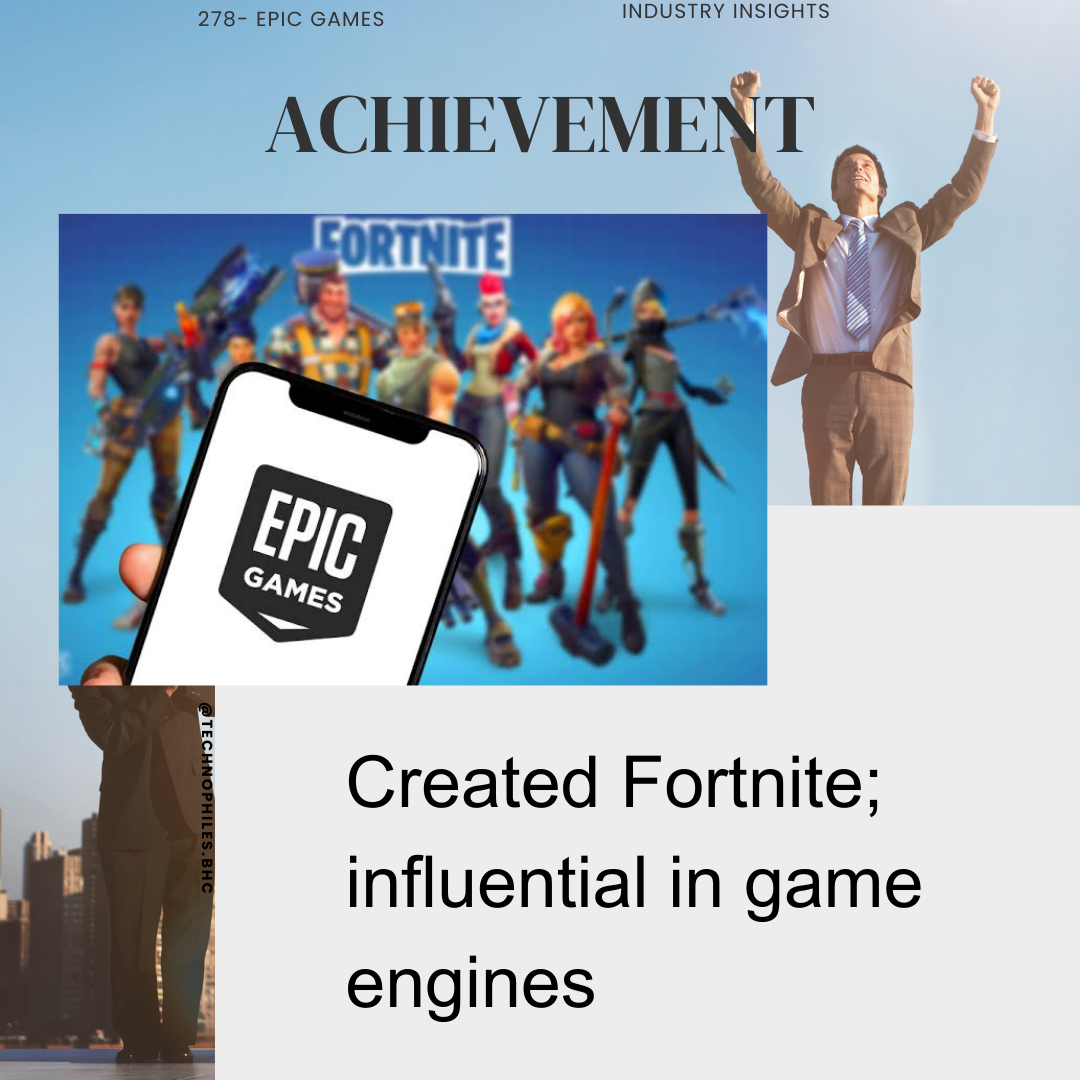 278- EPIC GAMES
INDUSTRY INSIGHTS
ACHIEVEMENT
FORTNITE
EPIC
GAMES
@TECHNOPHILES.BHC
Created Fortnite;
influential in game
engines